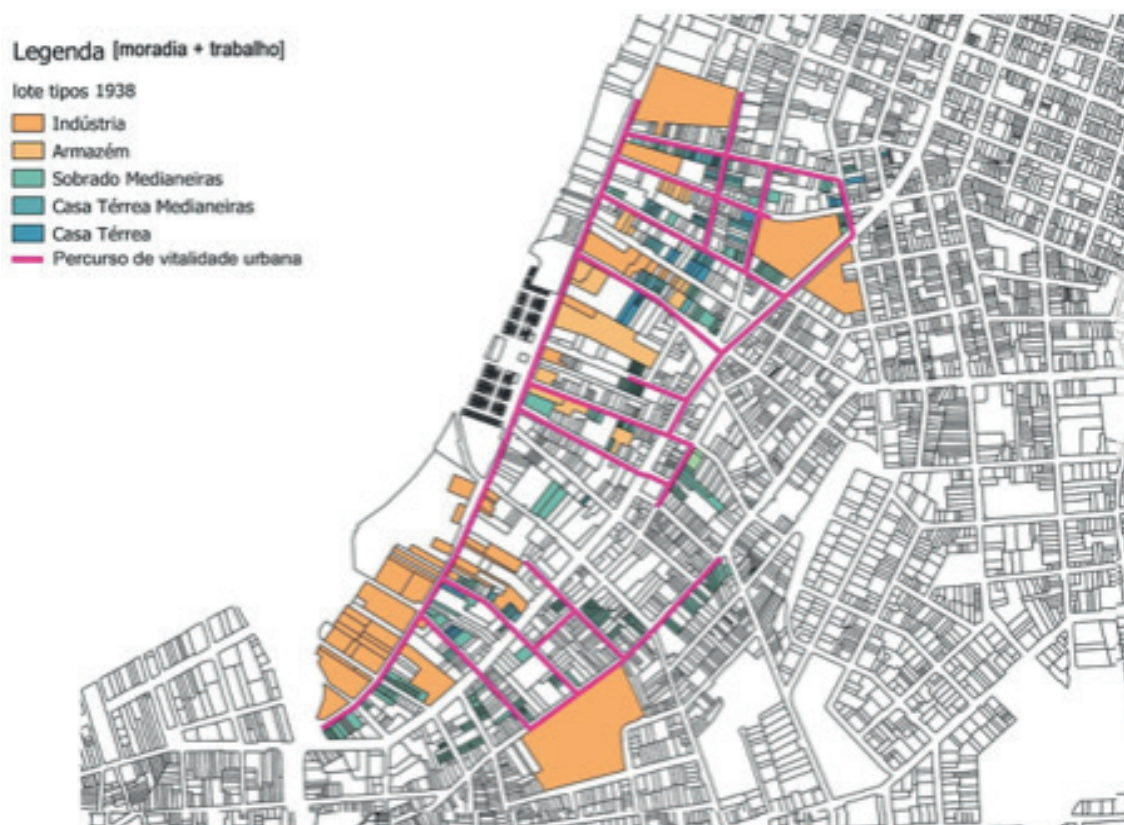 Legenda [moradia + trabalho]
lote tipos 1938
Indústria
Armazém
Sobrado Medianeiras
Casa Térrea Medianeiras
Casa Térrea
Percurso de vitalidade urbana